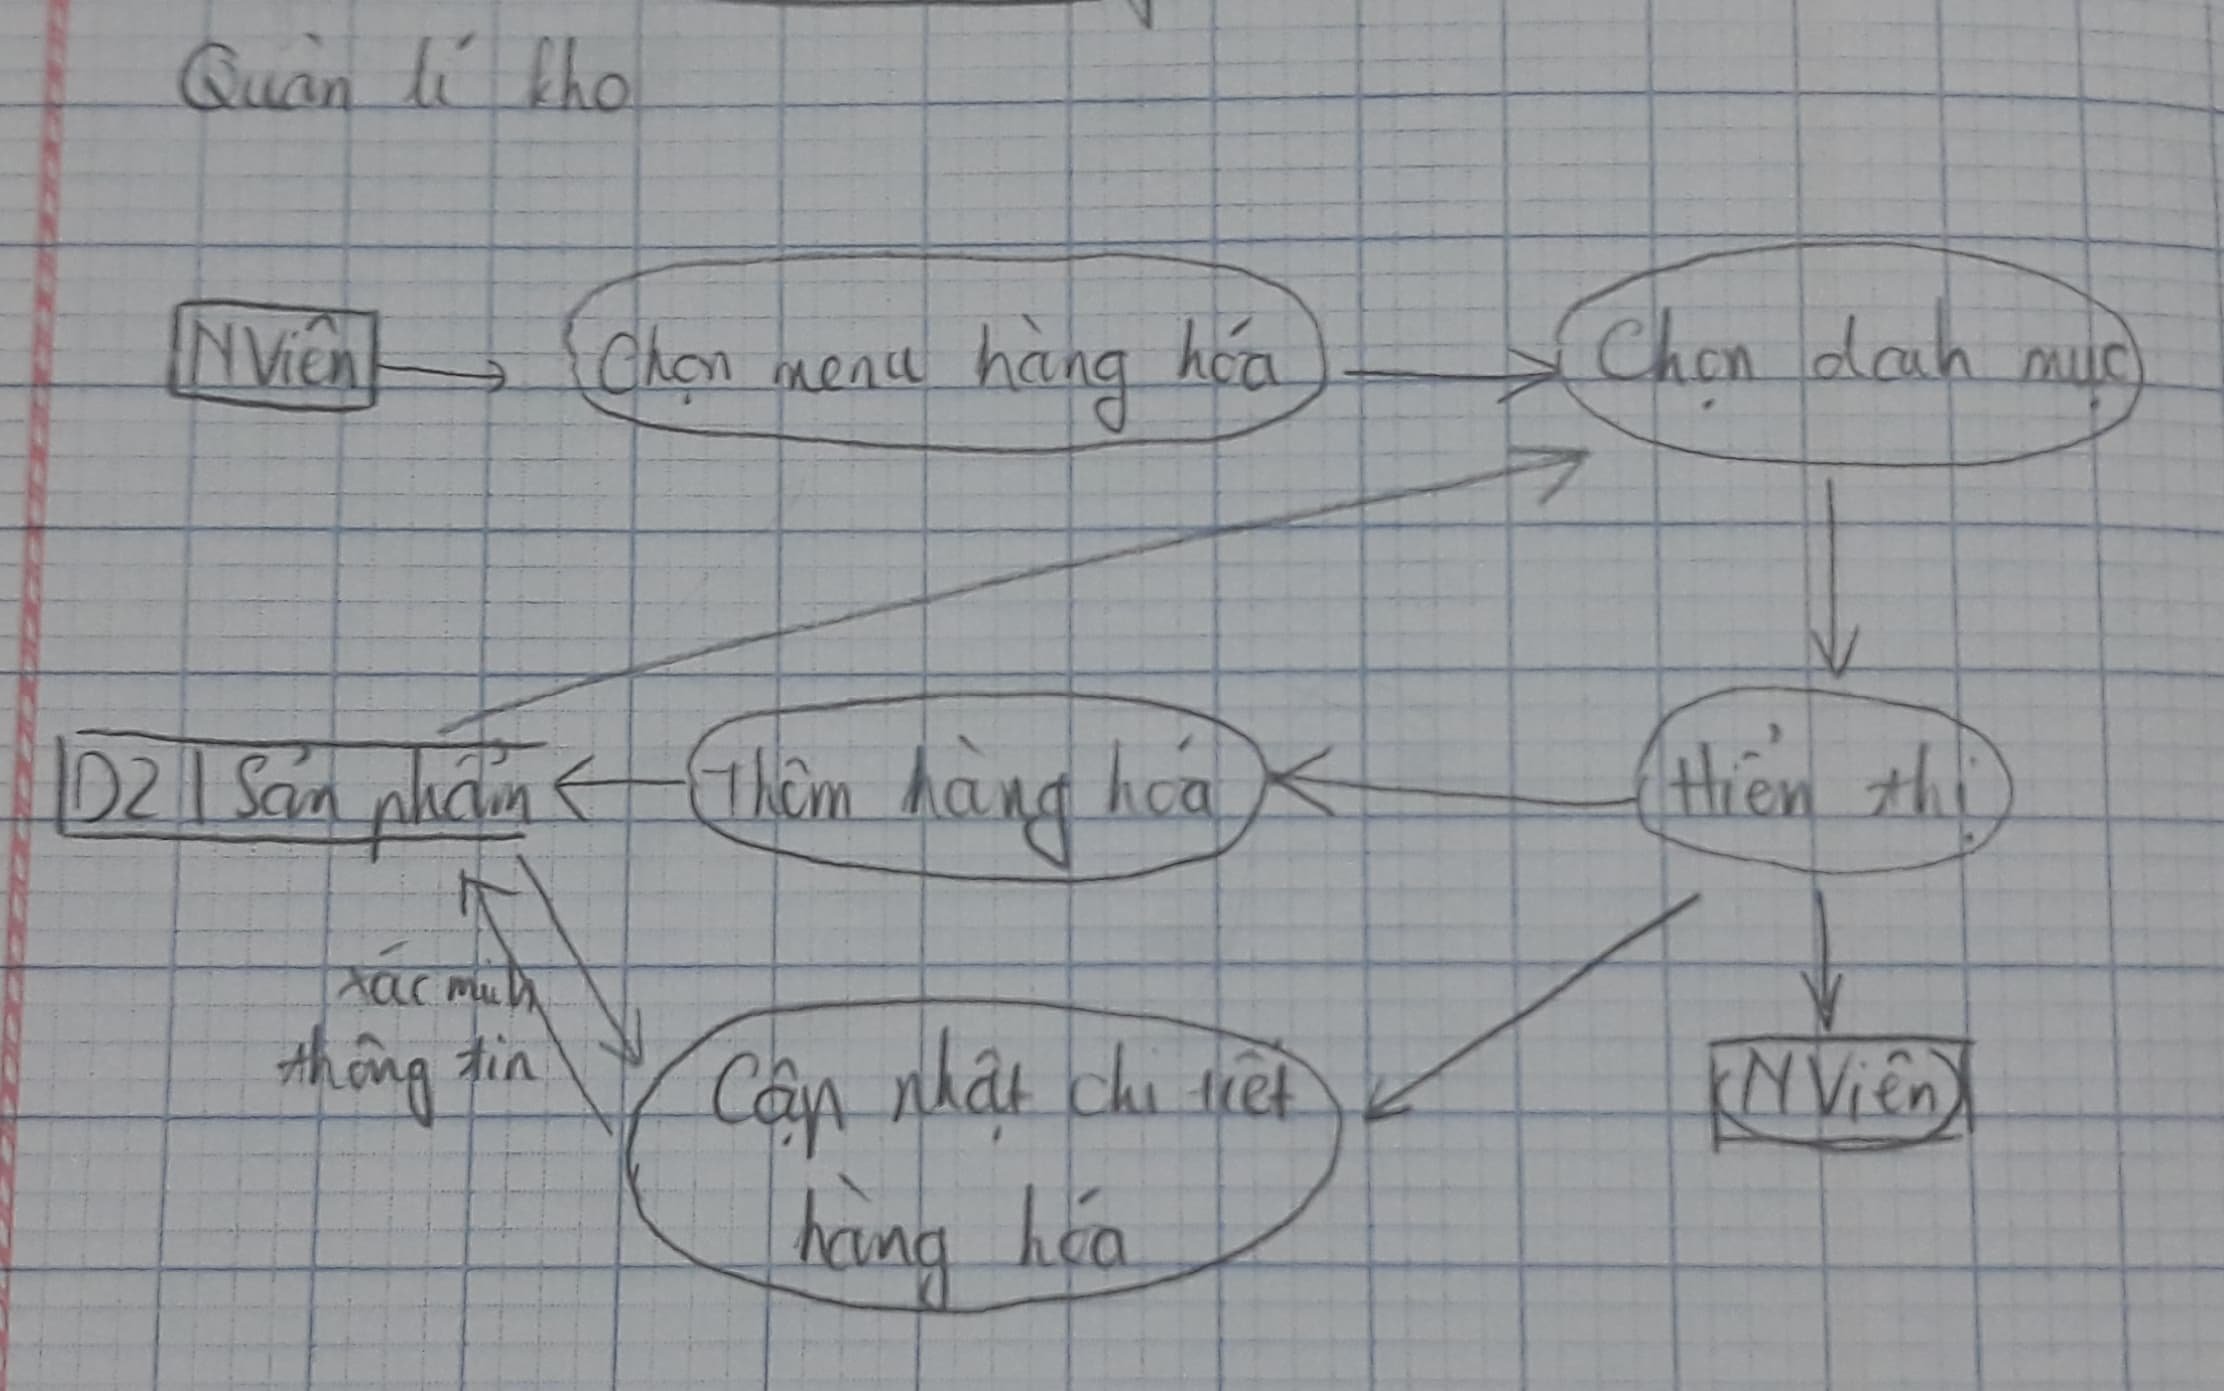 Quản lí kho
NViên
Chọn menu hàng hóa
Chọn danh mục
D2 Sản phẩm
Thêm hàng hóa
Hiển thị
xác minh
thông tin
Cập nhật chi tiết
hàng hóa
NViên